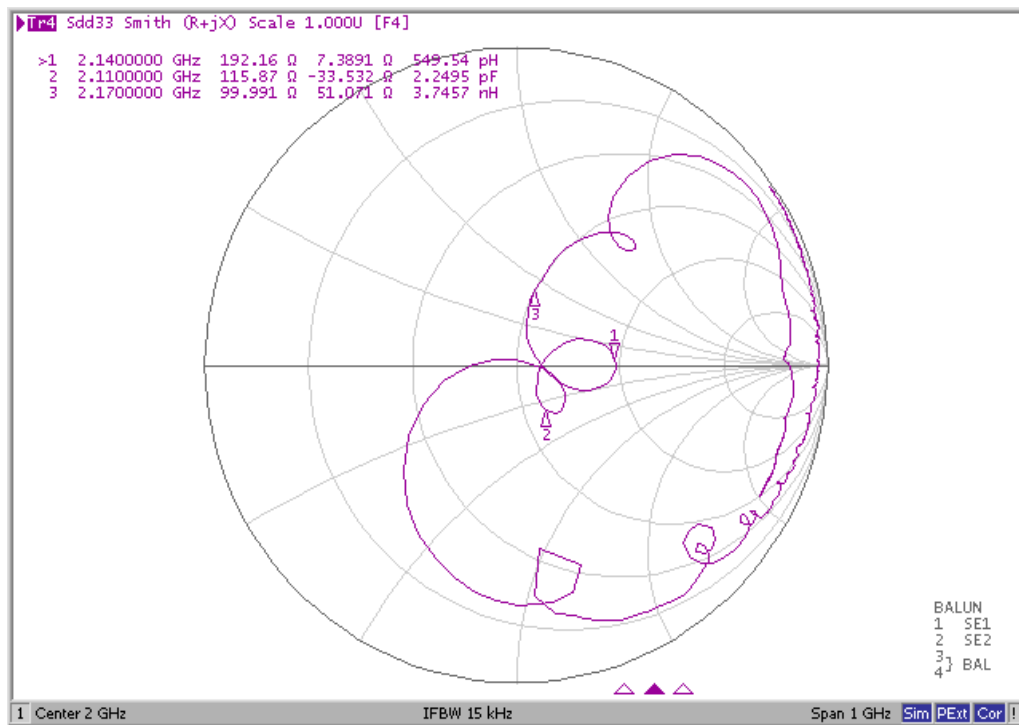 Tr4 Sdd33 Smith (R+jX) Scale 1.000U [F4]
>1 2.1400000 GHz 192.16 Ω 7.3891 Ω 549.54 pH
2 2.1100000 GHz 115.87 Ω -33.532 Ω 2.2495 pF
3 2.1700000 GHz 99.991 Ω 51.071 Ω 3.7457 nH
1
3
2
BALUN
1 SE1
2 SE2
3
4} BAL
1 Center 2 GHz IFBW 15 kHz Span 1 GHz Sim PExt Cor !